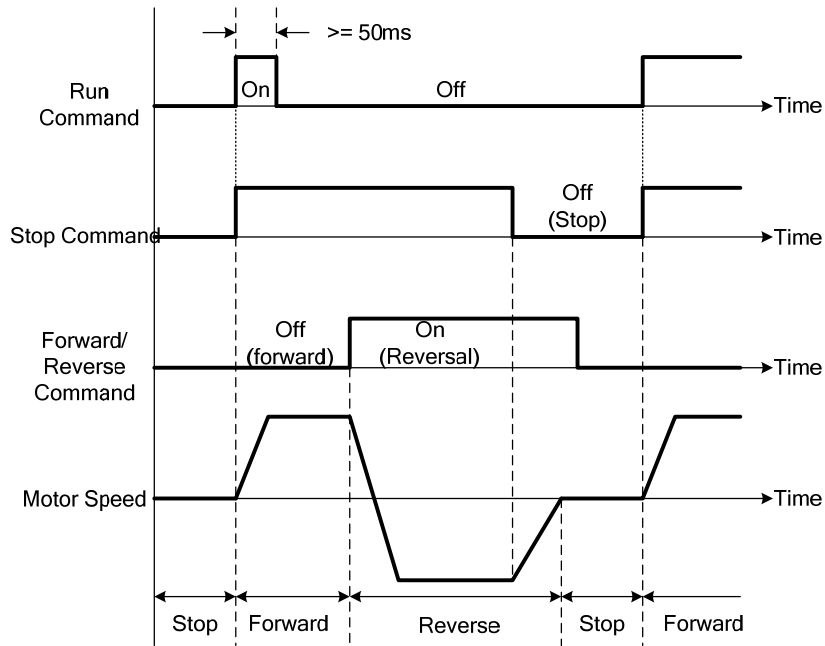 >= 50ms
Run
Command
On
Off
Time
Stop Command
Off
(Stop)
Time
Forward/
Reverse
Command
Off
(forward)
On
(Reversal)
Time
Motor Speed
Time
Stop
Forward
Reverse
Stop
Forward